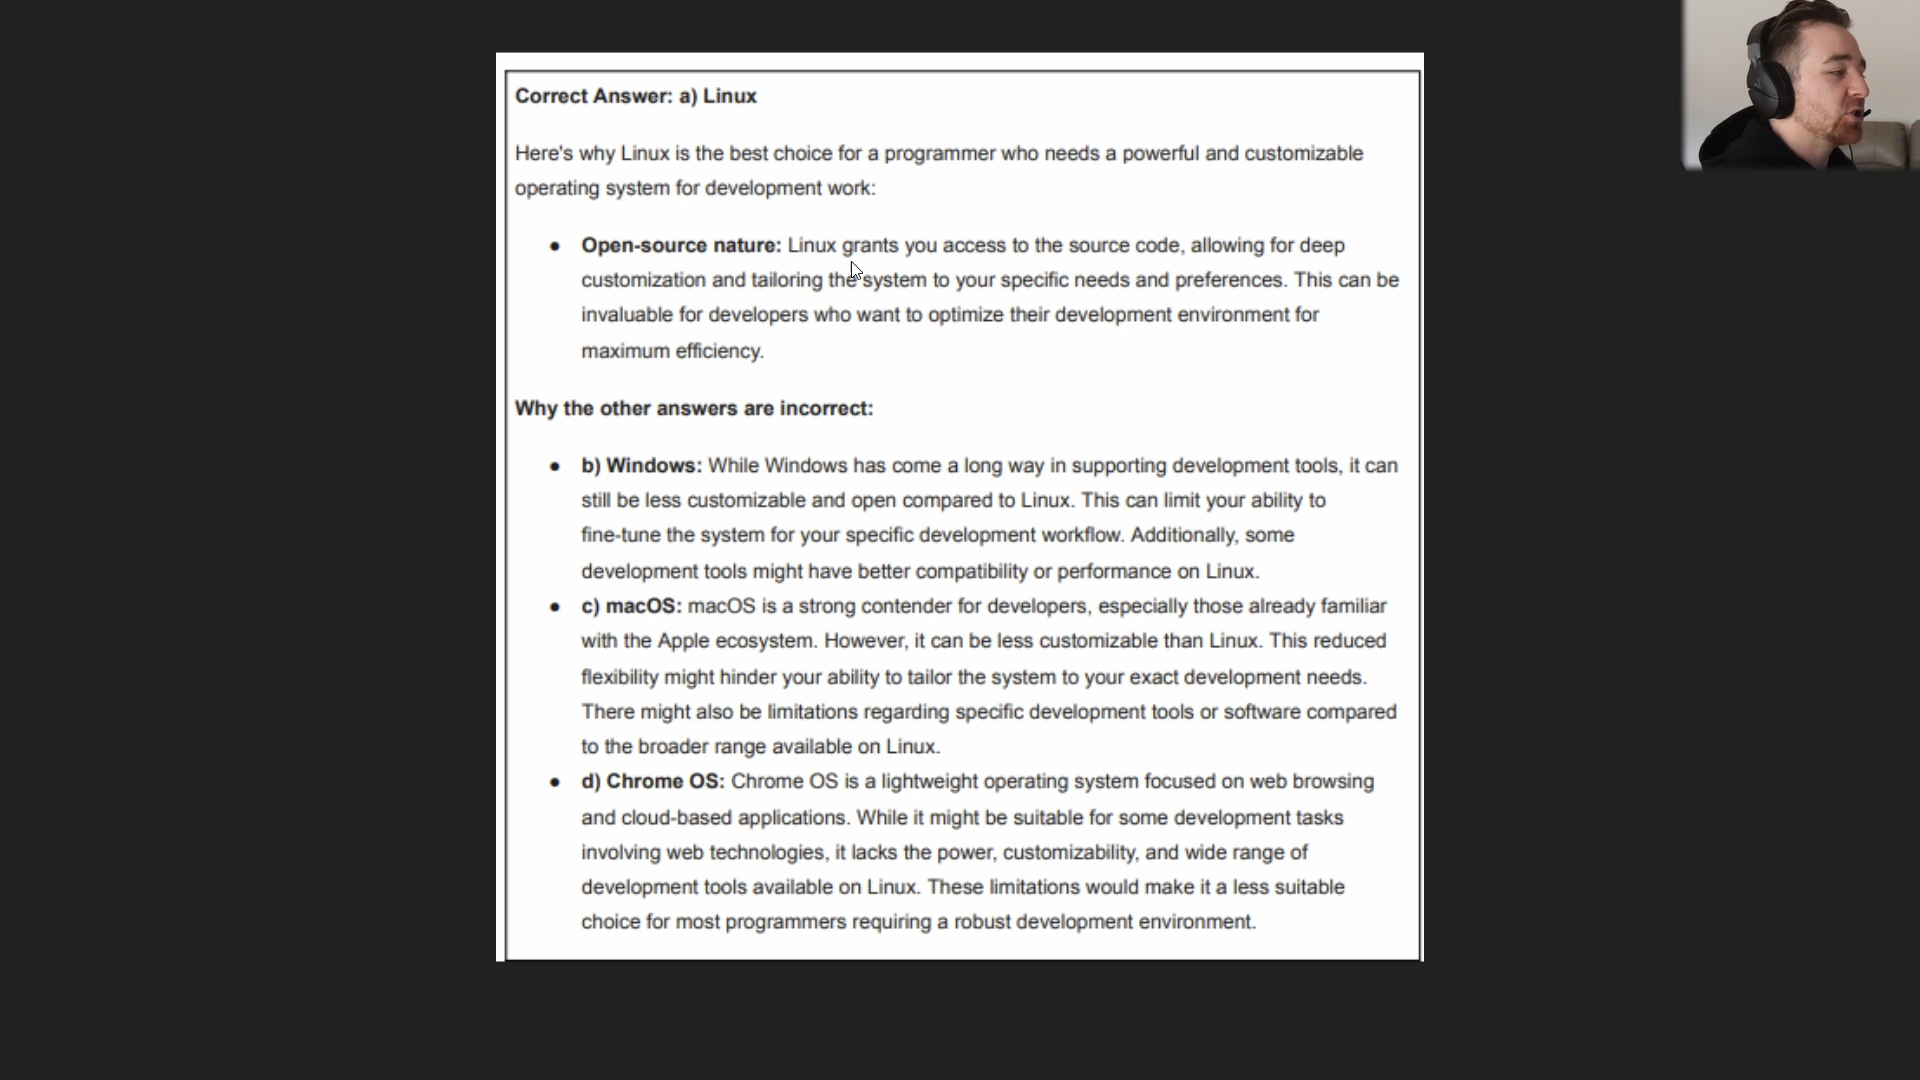 Correct Answer: a) Linux
Here's why Linux is the best choice for a programmer who needs a powerful and customizable
operating system for development work:
● Open-source nature: Linux grants you access to the source code, allowing for deep
customization and tailoring the system to your specific needs and preferences. This can be
invaluable for developers who want to optimize their development environment for
maximum efficiency.
Why the other answers are incorrect:
● b) Windows: While Windows has come a long way in supporting development tools, it can
still be less customizable and open compared to Linux. This can limit your ability to
fine-tune the system for your specific development workflow. Additionally, some
development tools might have better compatibility or performance on Linux.
● c) macOS: macOS is a strong contender for developers, especially those already familiar
with the Apple ecosystem. However, it can be less customizable than Linux. This reduced
flexibility might hinder your ability to tailor the system to your exact development needs.
There might also be limitations regarding specific development tools or software compared
to the broader range available on Linux.
● d) Chrome OS: Chrome OS is a lightweight operating system focused on web browsing
and cloud-based applications. While it might be suitable for some development tasks
involving web technologies, it lacks the power, customizability, and wide range of
development tools available on Linux. These limitations would make it a less suitable
choice for most programmers requiring a robust development environment.